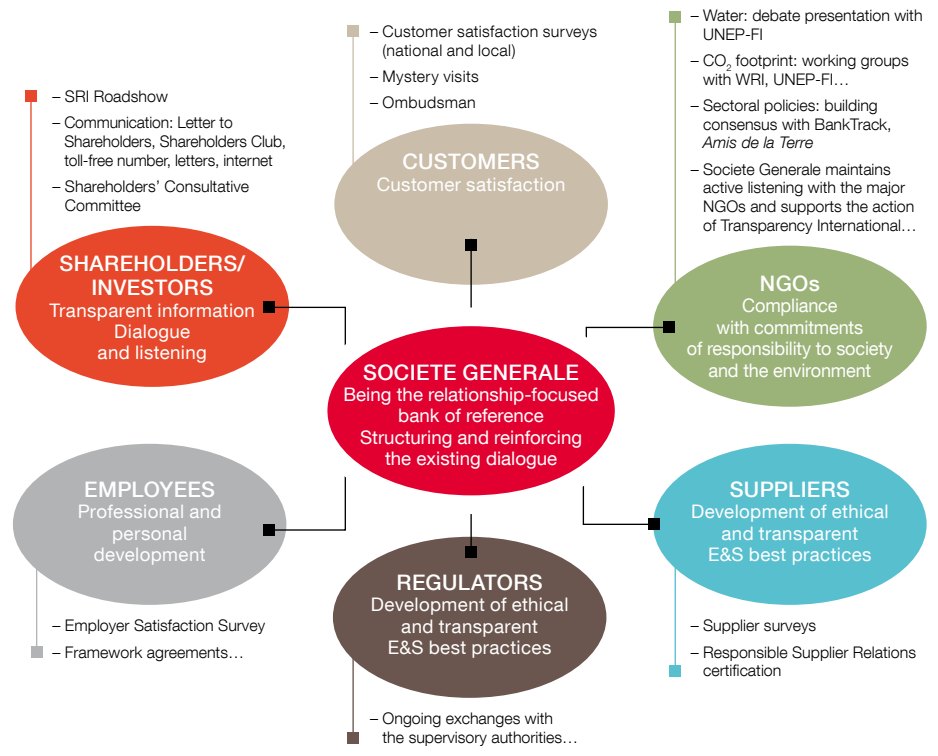 – Customer satisfaction surveys
(national and local)
– Mystery visits
– Ombudsman
CUSTOMERS
Customer satisfaction
– Water: debate presentation with
UNEP-FI
– CO₂ footprint: working groups
with WRI, UNEP-FI…
– Sectoral policies: building
consensus with BankTrack,
Amis de la Terre
– Societe Generale maintains
active listening with the major
NGOs and supports the action
of Transparency International…
NGOs
Compliance
with commitments
of responsibility to society
and the environment
– SRI Roadshow
– Communication: Letter to
Shareholders, Shareholders Club,
toll-free number, letters, internet
– Shareholders’ Consultative
Committee
SHAREHOLDERS/
INVESTORS
Transparent information
Dialogue
and listening
SOCIETE GENERALE
Being the relationship-focused
bank of reference
Structuring and reinforcing
the existing dialogue
EMPLOYEES
Professional and
personal
development
– Employer Satisfaction Survey
– Framework agreements…
REGULATORS
Development of ethical
and transparent
E&S best practices
– Ongoing exchanges with
the supervisory authorities…
SUPPLIERS
Development of ethical
and transparent
E&S best practices
– Supplier surveys
– Responsible Supplier Relations
certification